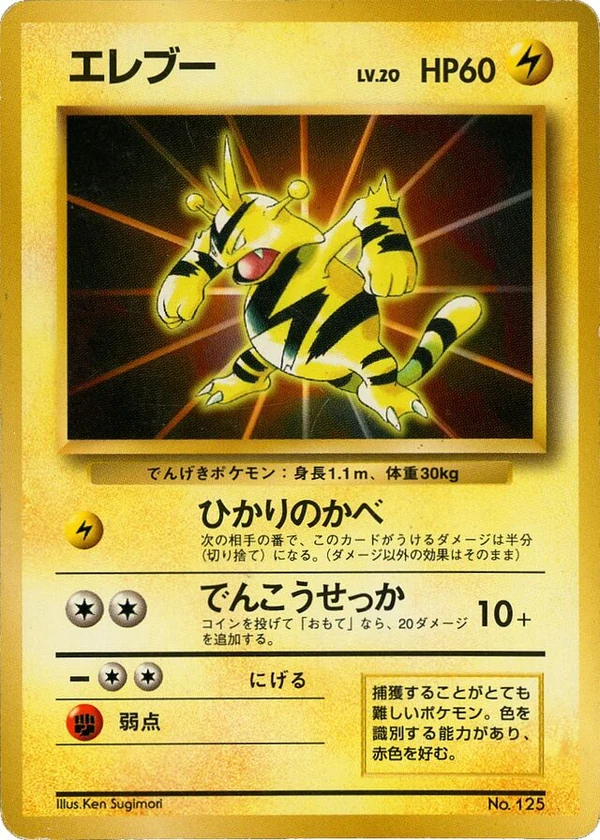 エレブー LV.20 HP60
でんげきポケモン：身長1.1m、体重30kg
ひかりのかべ
次の相手の番で、このカードがうけるダメージは半分
（切り捨て）になる。（ダメージ以外の効果はそのまま）
でんこうせっか 10+
コインを投げて「おもて」なら、20ダメージ
を追加する。
にげる
弱点
捕獲することがとても
難しいポケモン。色を
識別する能力があり、
赤色を好む。
Illus.Ken Sugimori No.125